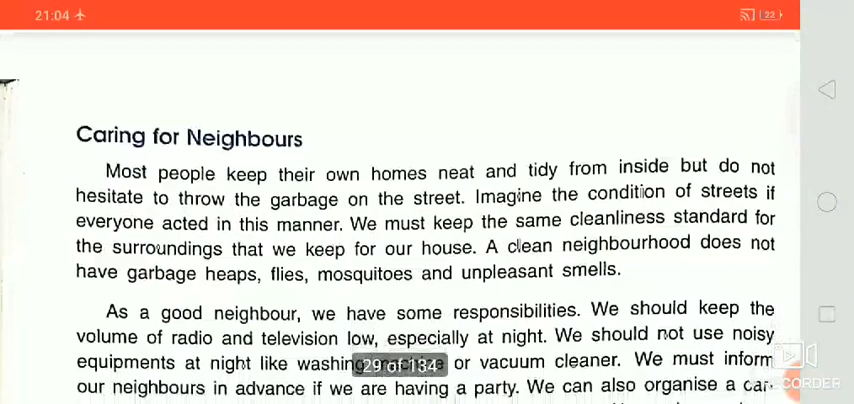 21:04
22
Caring for Neighbours
Most people keep their own homes neat and tidy from inside but do not
hesitate to throw the garbage on the street. Imagine the condition of streets if
everyone acted in this manner. We must keep the same cleanliness standard for
the surroundings that we keep for our house. A clean neighbourhood does not
have garbage heaps, flies, mosquitoes and unpleasant smells.
As a good neighbour, we have some responsibilities. We should keep the
volume of radio and television low, especially at night. We should not use noisy
equipments at night like washing or vacuum cleaner. We must inform
29 of 134
our neighbours in advance if we are having a party. We can also organise a car-
CORDER